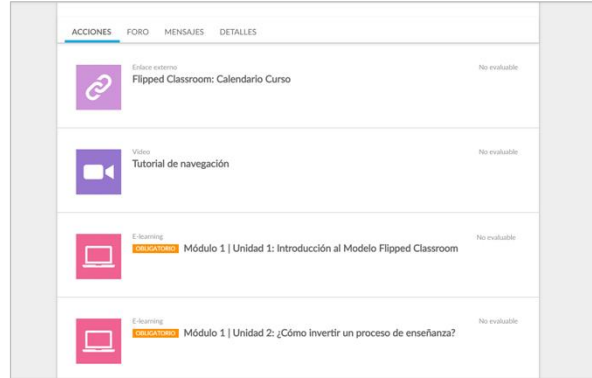 ACCIONES FORO MENSAJES DETALLES
Enlace externo No evaluable
Flipped Classroom: Calendario Curso
Vídeo No evaluable
Tutorial de navegación
E-learning No evaluable
OBLIGATORIO Módulo 1 | Unidad 1: Introducción al Modelo Flipped Classroom
E-learning No evaluable
OBLIGATORIO Módulo 1 | Unidad 2: ¿Cómo invertir un proceso de enseñanza?